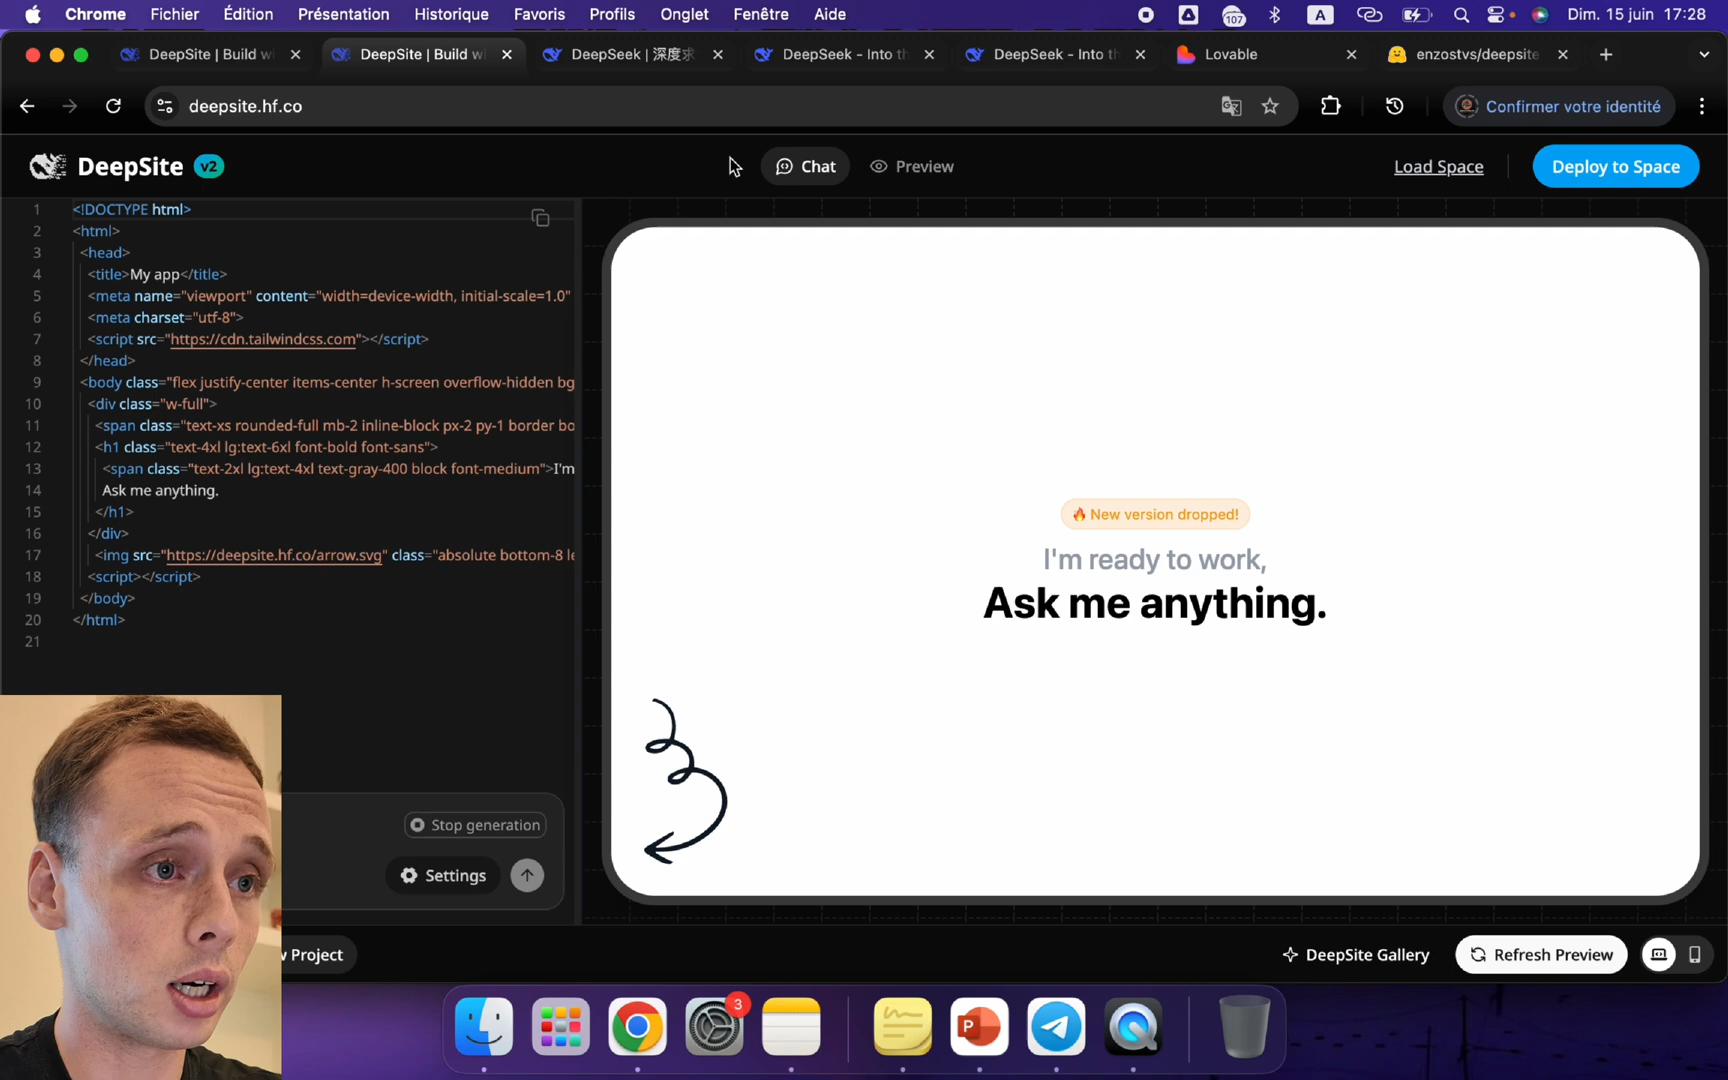 Chrome Fichier Édition Présentation Historique Favoris Profils Onglet Fenêtre Aide 107 A Dim. 15 juin 17:28
DeepSite | Build wi DeepSite | Build wi DeepSeek | 深度求 DeepSeek - Into th DeepSeek - Into th Lovable enzostvs/deepsite
deepsite.hf.co Confirmer votre identité
DeepSite v2 Chat Preview Load Space Deploy to Space
1 <!DOCTYPE html>
2 <html>
3 <head>
4 <title>My app</title>
5 <meta name="viewport" content="width=device-width, initial-scale=1.0"
6 <meta charset="utf-8">
7 <script src="https://cdn.tailwindcss.com"></script>
8 </head>
9 <body class="flex justify-center items-center h-screen overflow-hidden bg
10 <div class="w-full">
11 <span class="text-xs rounded-full mb-2 inline-block px-2 py-1 border bo
12 <h1 class="text-4xl lg:text-6xl font-bold font-sans">
13 <span class="text-2xl lg:text-4xl text-gray-400 block font-medium">I'm
14 Ask me anything.
15 </h1>
16 </div>
17 <img src="https://deepsite.hf.co/arrow.svg" class="absolute bottom-8 le
18 <script></script>
19 </body>
20 </html>
21
🔥 New version dropped!
I'm ready to work,
Ask me anything.
Stop generation
Settings
w Project DeepSite Gallery Refresh Preview
3
P